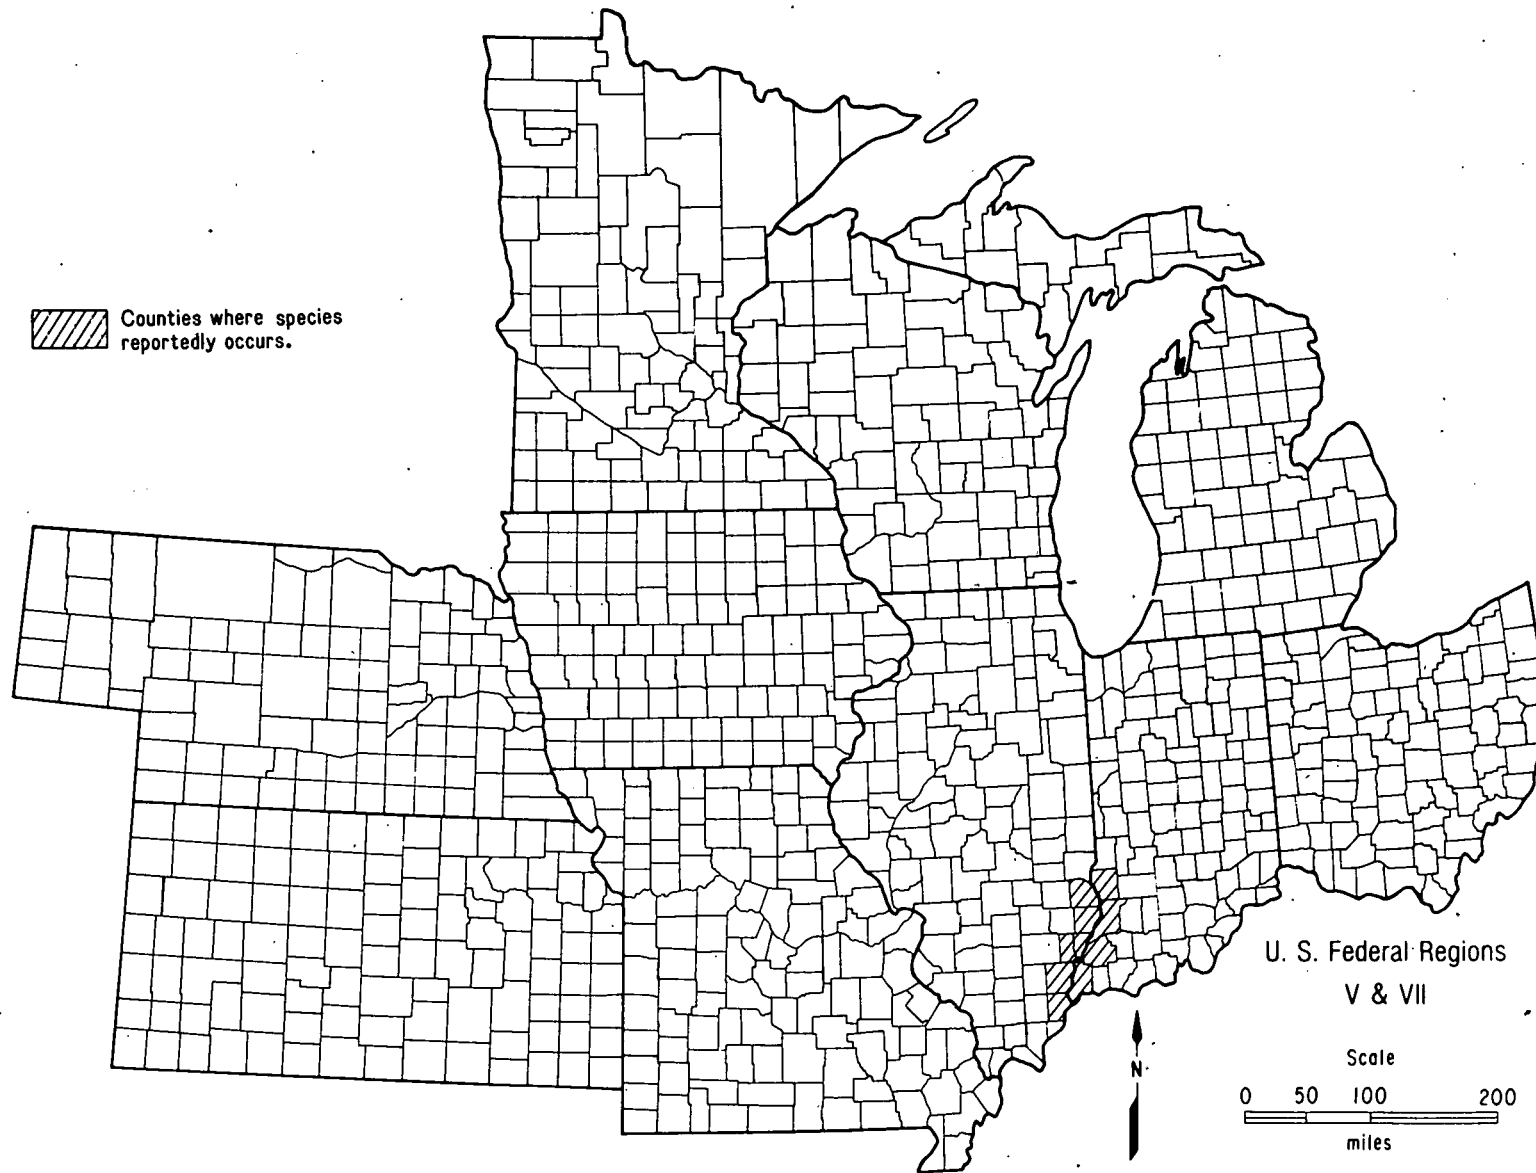 Counties where species
reportedly occurs.
U. S. Federal Regions
V & VII
N
Scale
0 50 100 200
miles